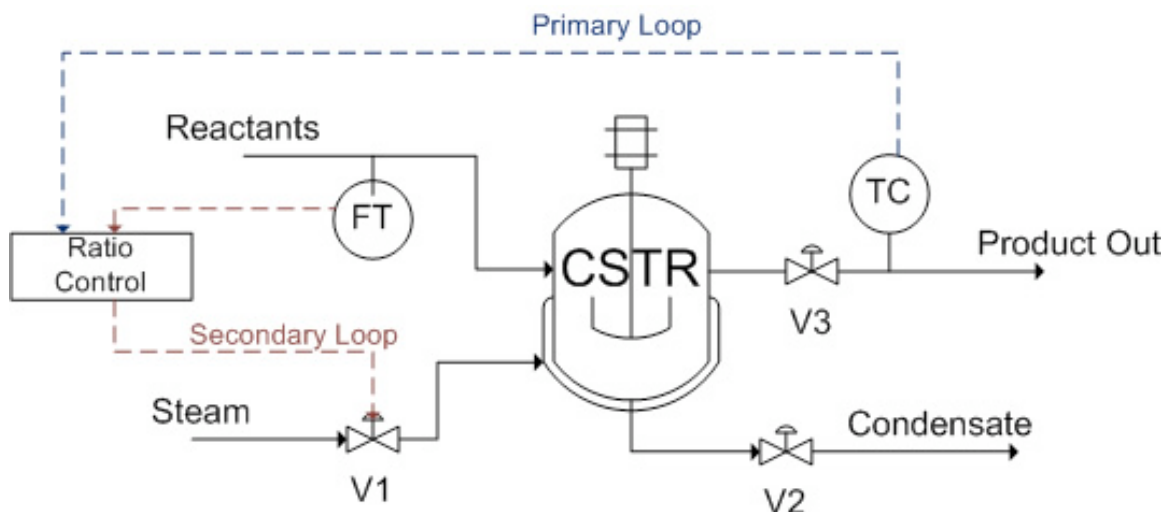 Primary Loop
Reactants
FT
TC
Ratio
Control
CSTR
Product Out
V3
Secondary Loop
Steam
V1
Condensate
V2